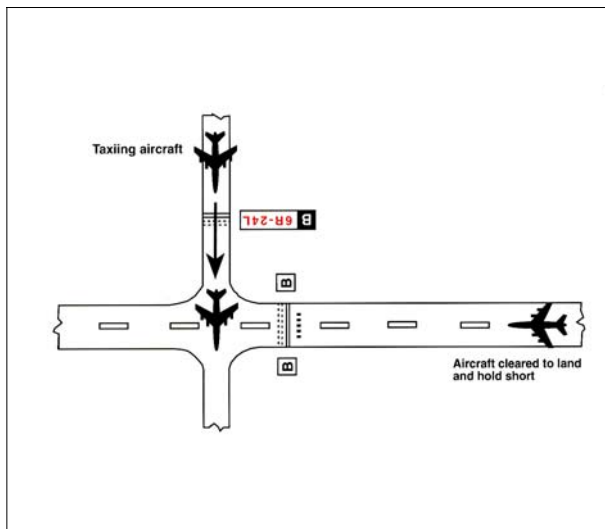 Taxiing aircraft
B 6R-24L
B
B
Aircraft cleared to land
and hold short